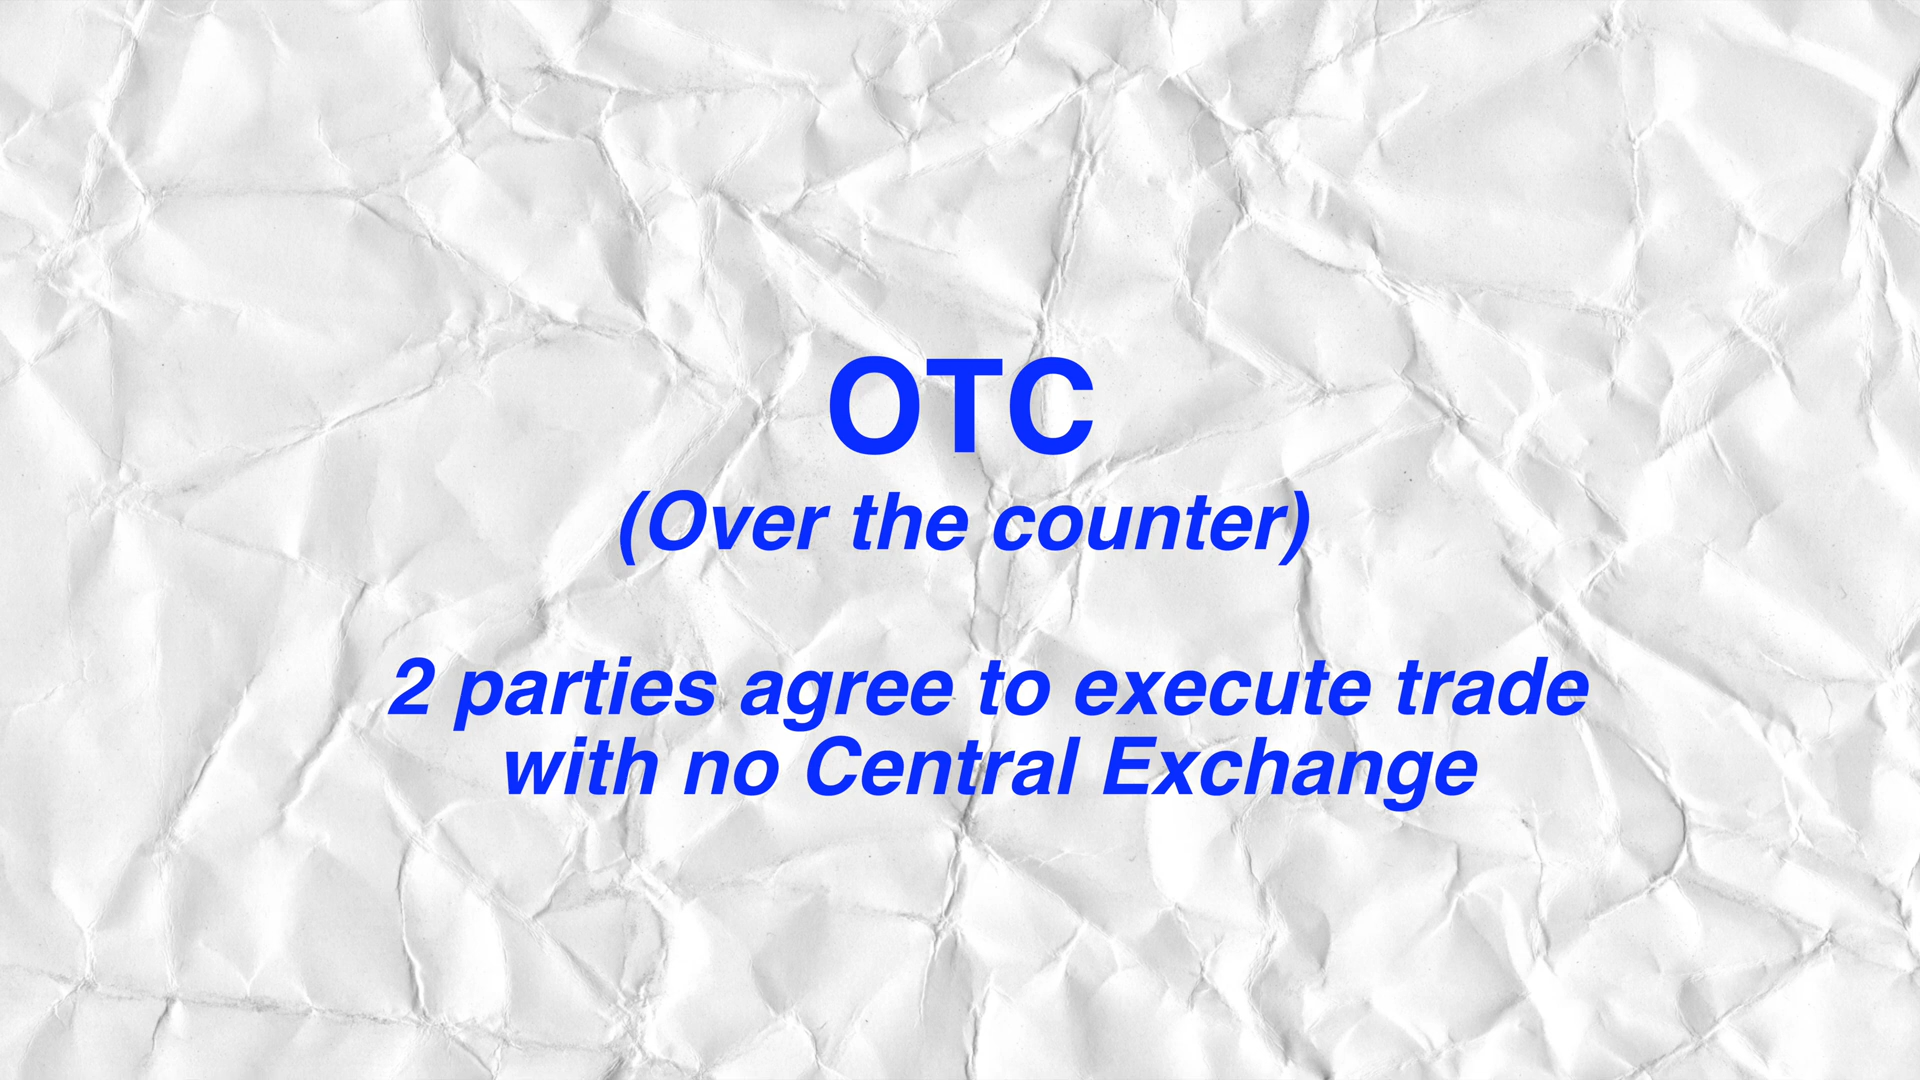 OTC
(Over the counter)
2 parties agree to execute trade
with no Central Exchange